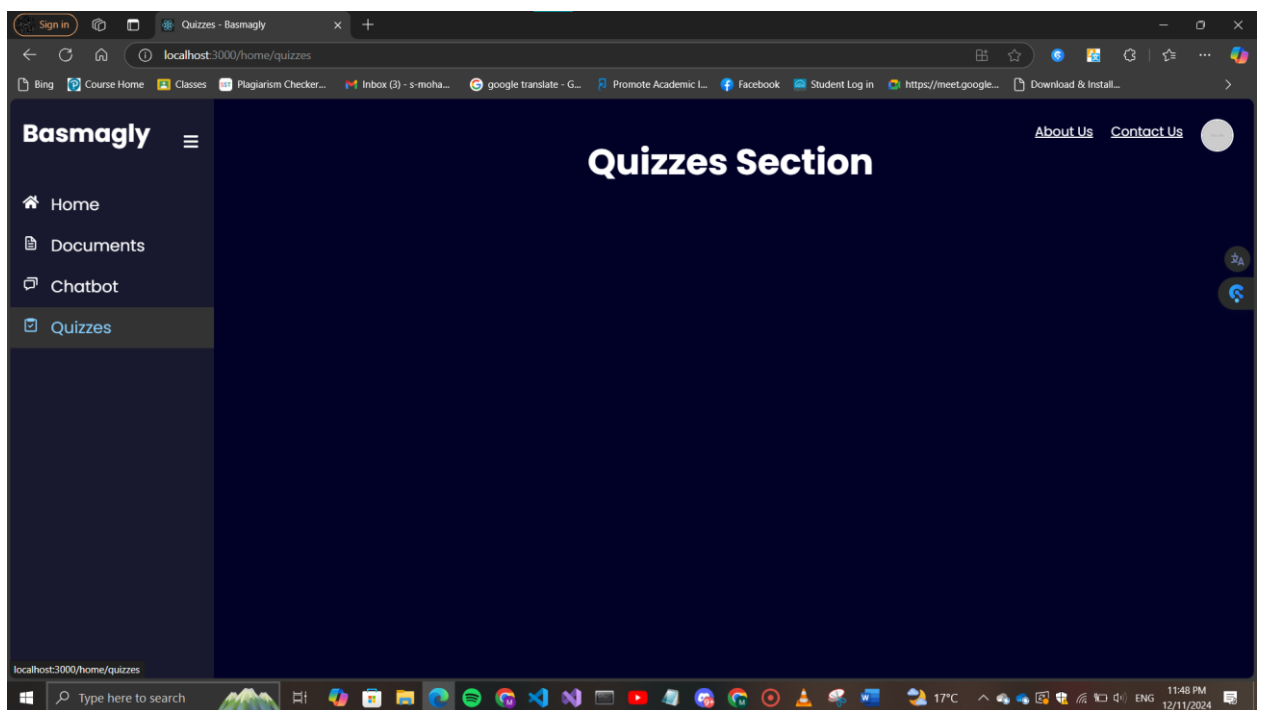 Sign in
Quizzes - Basmagly
localhost:3000/home/quizzes
Bing Course Home Classes Plagiarism Checker... Inbox (3) - s-moha... google translate - G... Promote Academic I... Facebook Student Log in https://meet.google... Download & Install...
Basmagly
About Us Contact Us
Quizzes Section
Home
Documents
Chatbot
Quizzes
localhost:3000/home/quizzes
Type here to search
17°C
ENG
11:48 PM
12/11/2024